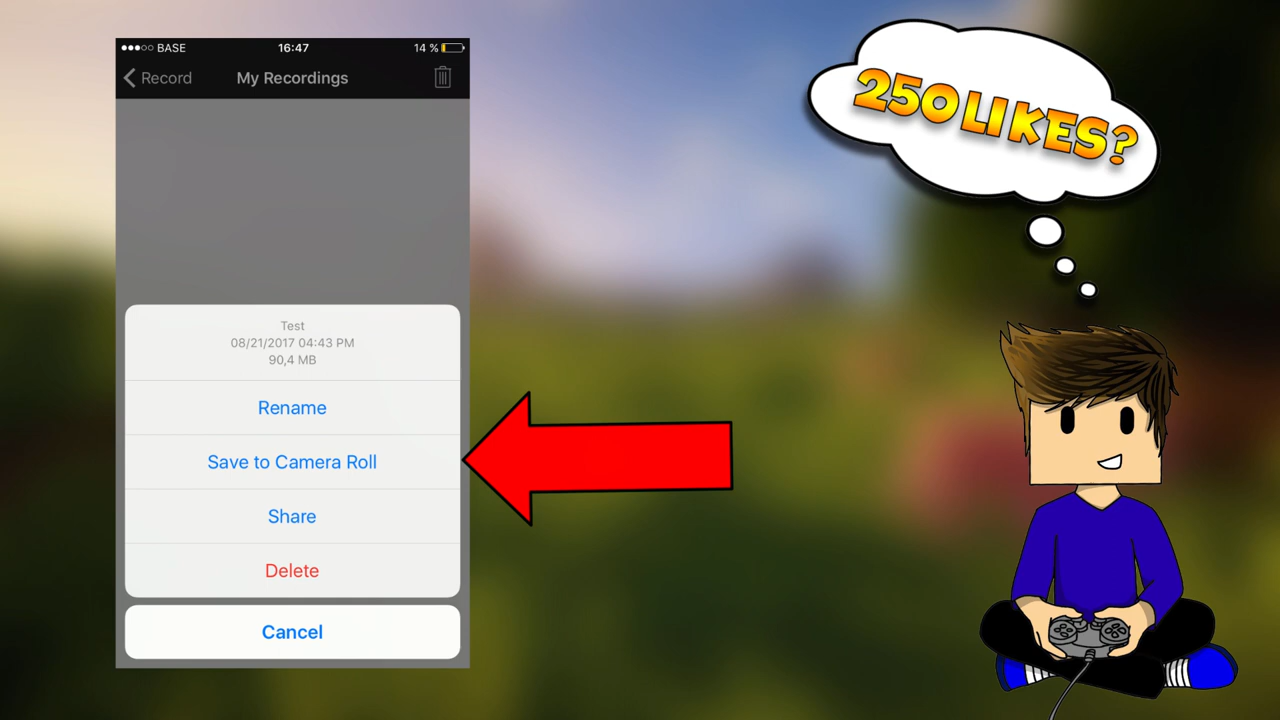 BASE 16:47 14 %
Record My Recordings
250 LIKES?
Test
08/21/2017 04:43 PM
90,4 MB
Rename
Save to Camera Roll
Share
Delete
Cancel